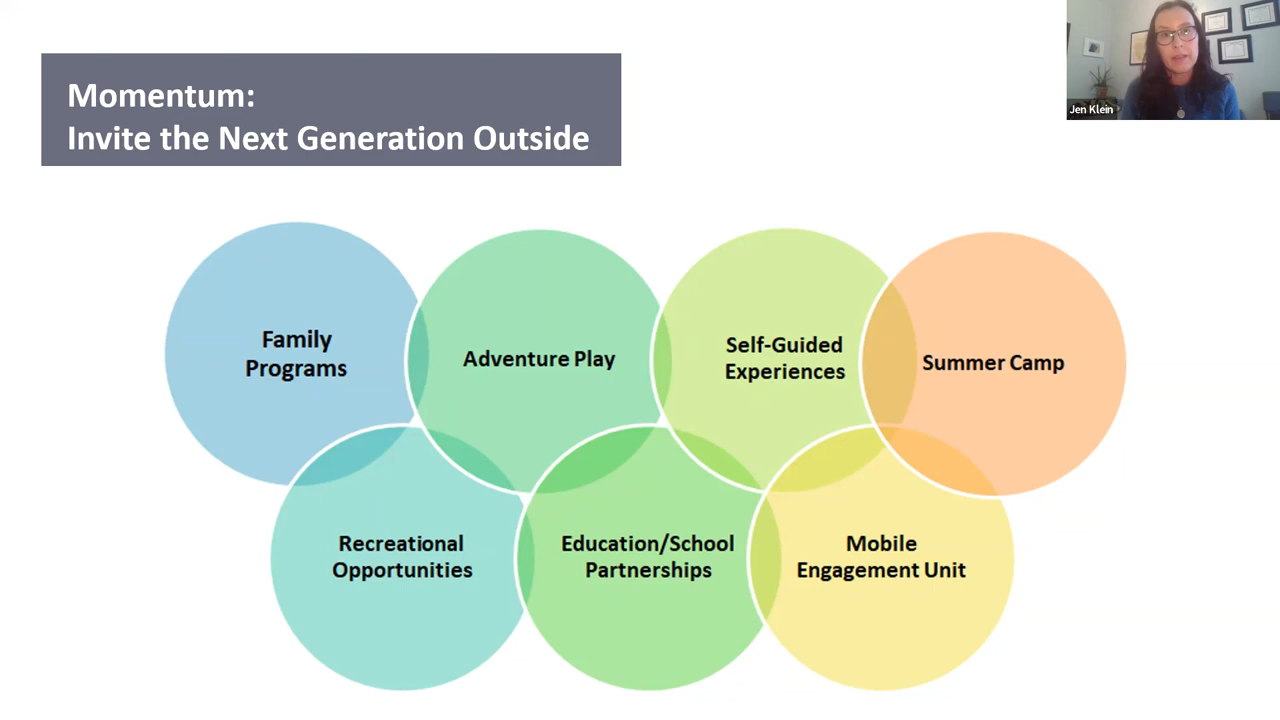 Momentum:
Invite the Next Generation Outside
Jen Klein
Family
Programs
Adventure Play
Self-Guided
Experiences
Summer Camp
Recreational
Opportunities
Education/School
Partnerships
Mobile
Engagement Unit